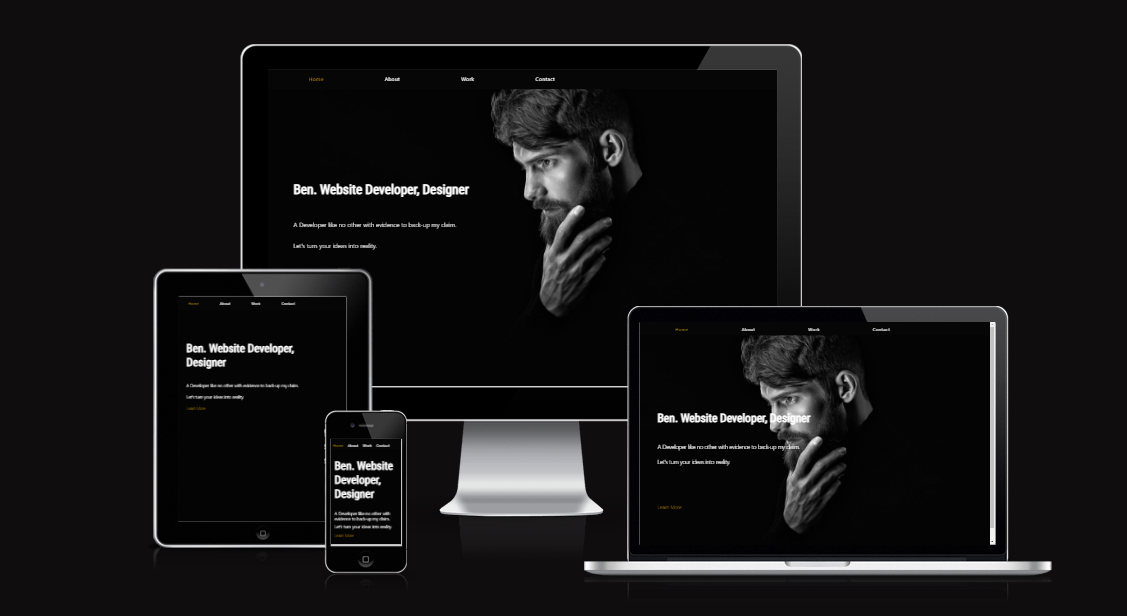 Home About Work Contact
Ben. Website Developer, Designer
A Developer like no other with evidence to back-up my claim.
Let's turn your ideas into reality.
Home About Work Contact
Ben. Website Developer,
Designer
A Developer like no other with evidence to back-up my claim.
Let's turn your ideas into reality.
Learn More
Home About Work Contact
Ben. Website
Developer,
Designer
A Developer like no other with
evidence to back-up my claim.
Let's turn your ideas into reality.
Learn More
Home About Work Contact
Ben. Website Developer, Designer
A Developer like no other with evidence to back-up my claim.
Let's turn your ideas into reality.
Learn More